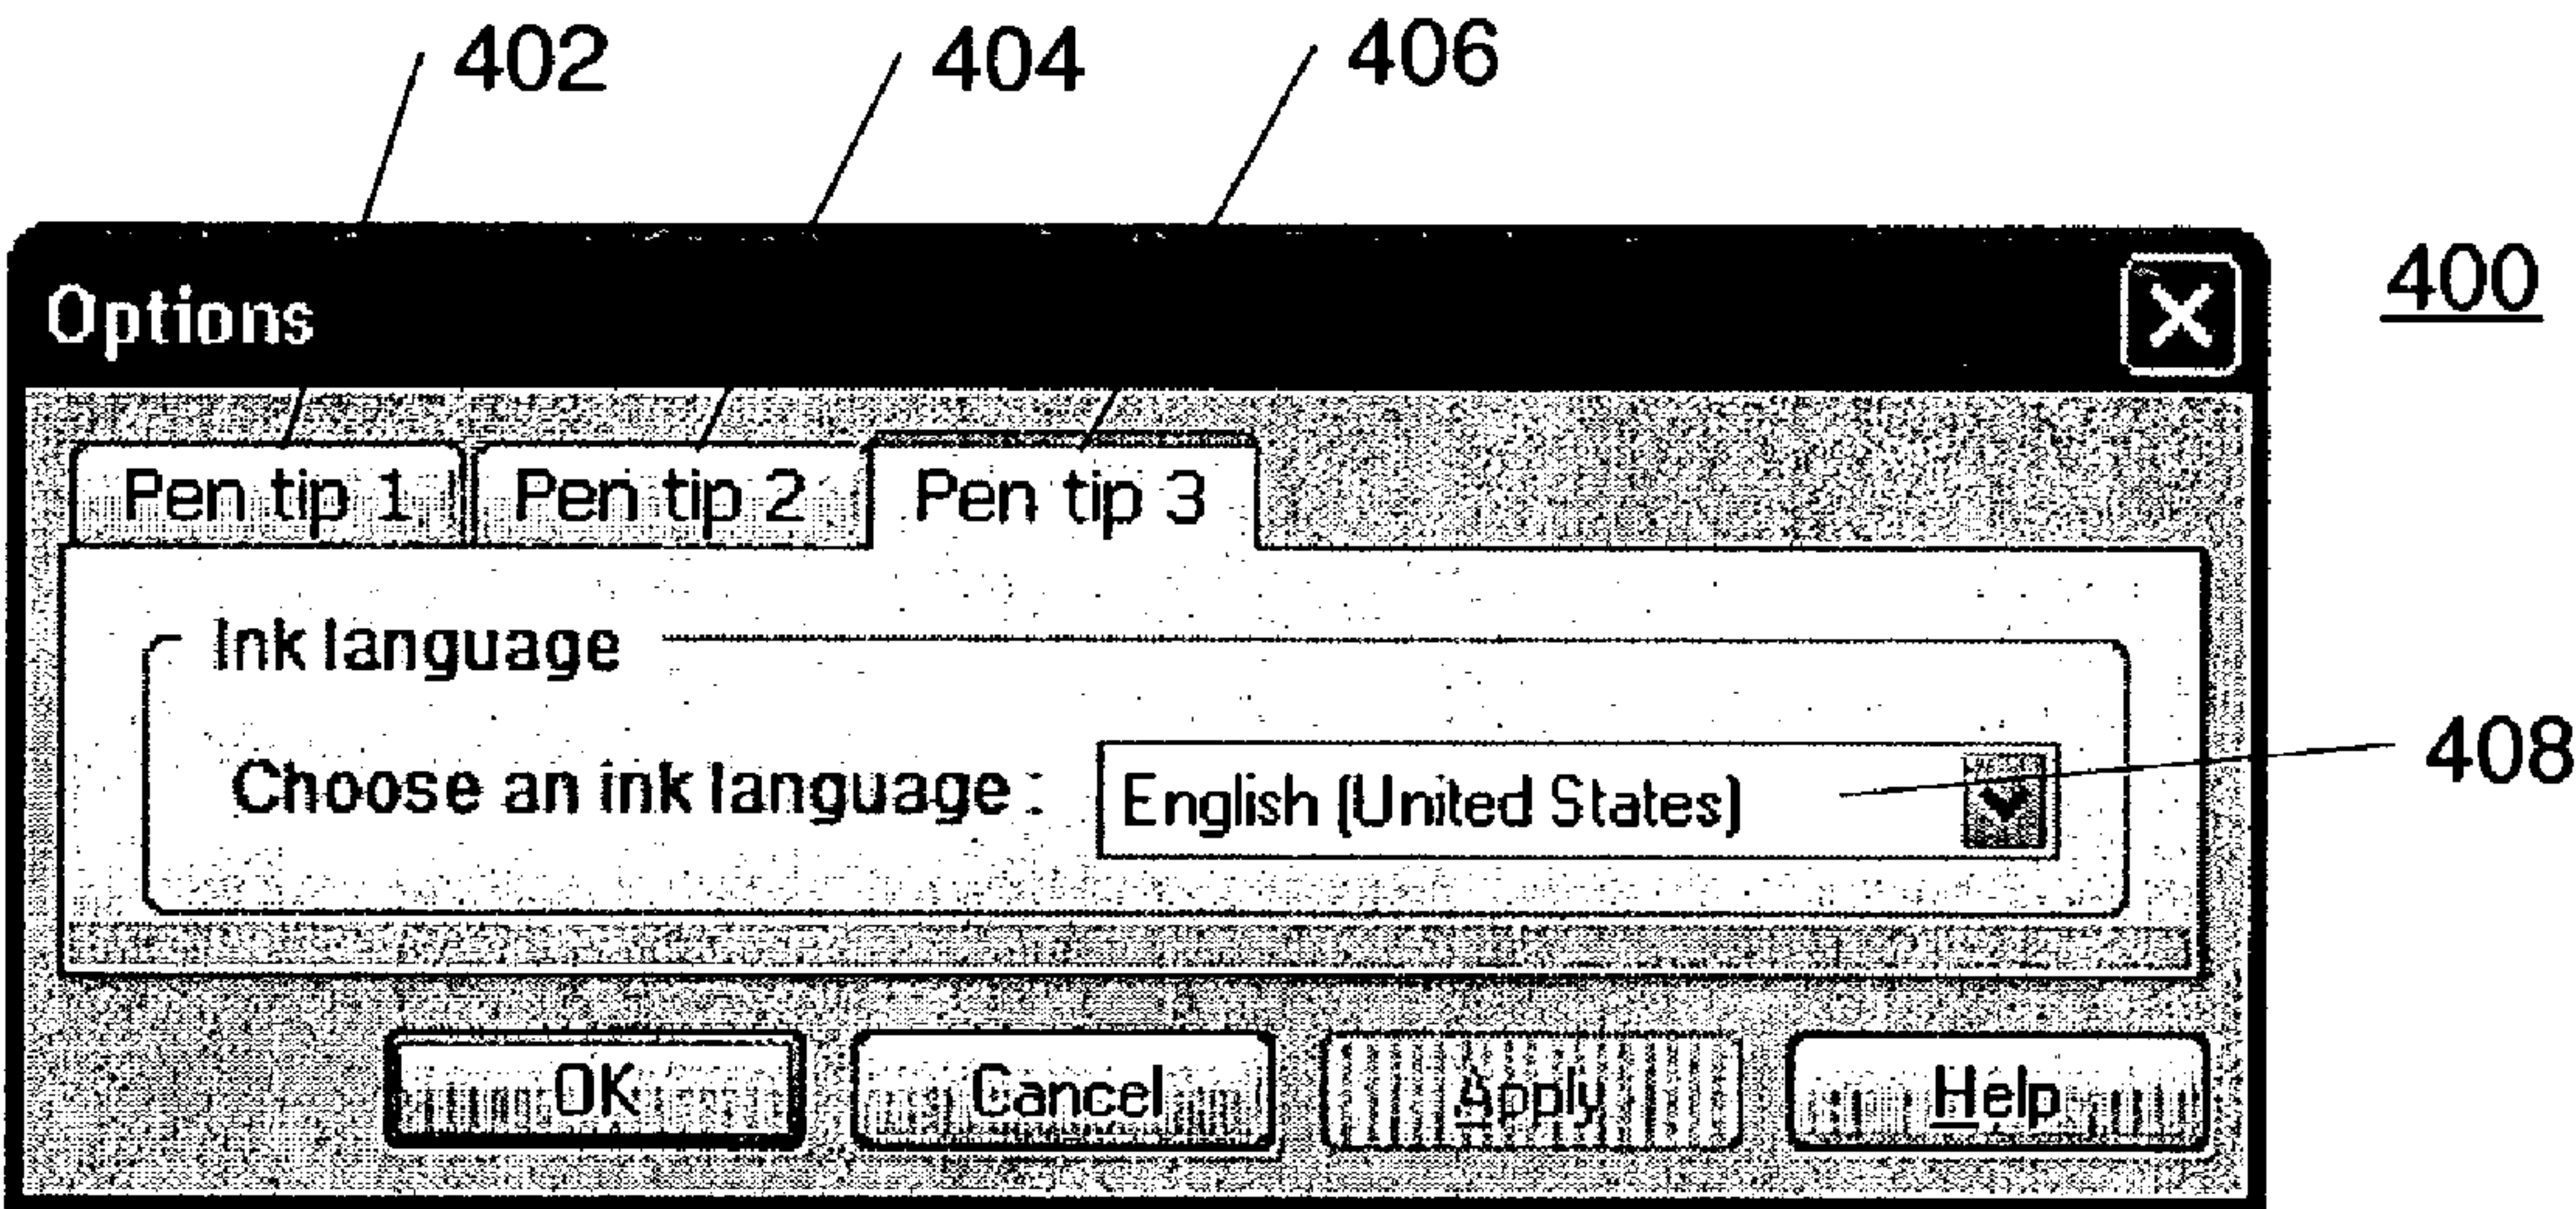 402 404 406
Options
400
Pen tip 1 Pen tip 2 Pen tip 3
Ink language
Choose an ink language : English (United States)
408
OK Cancel Apply Help